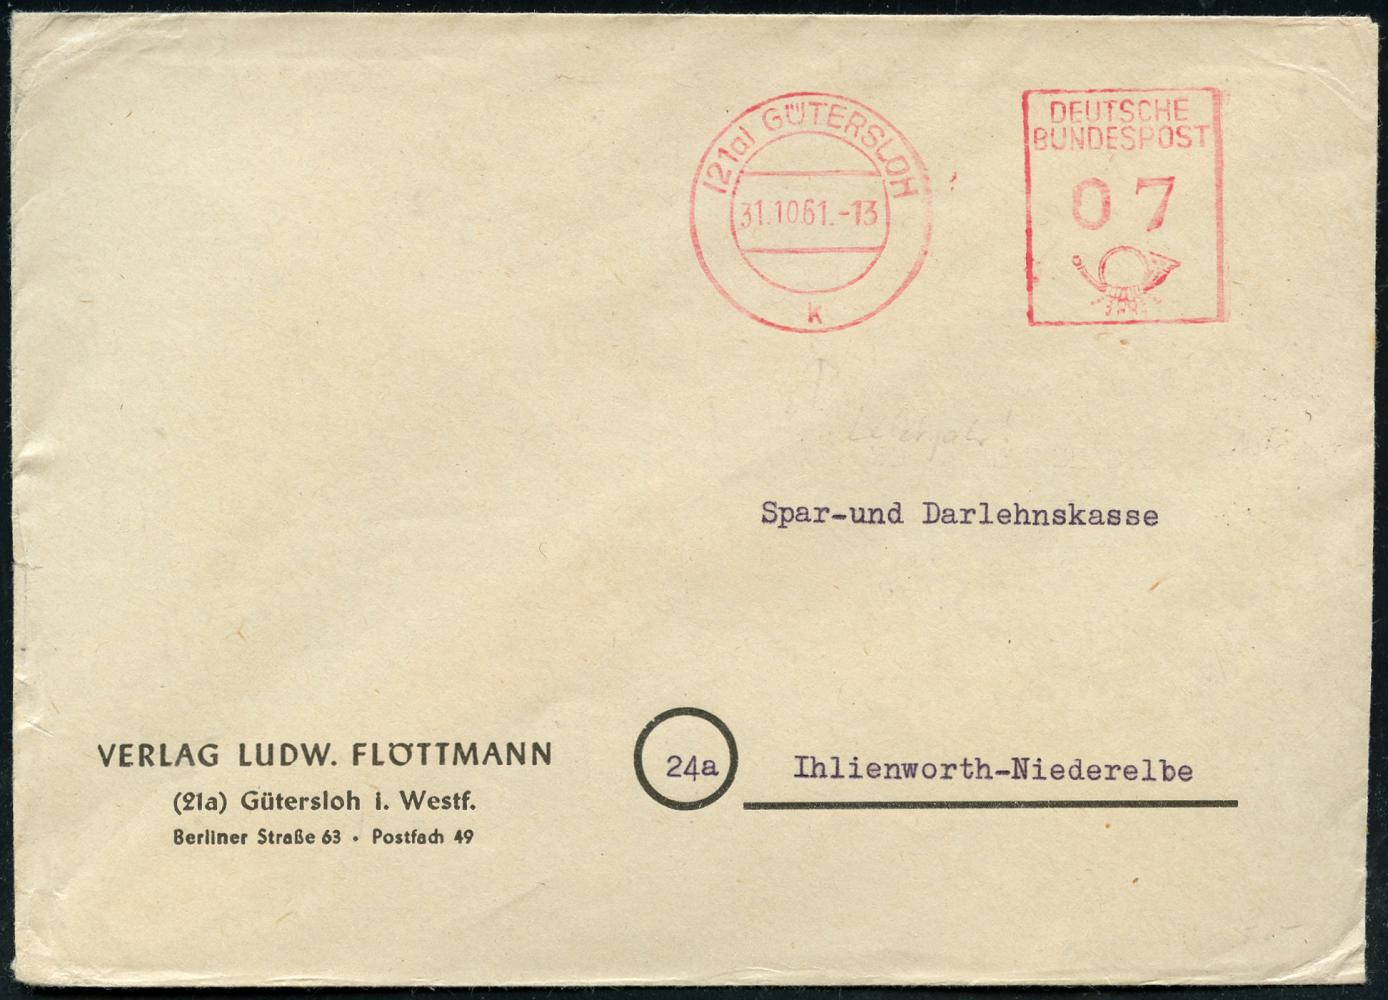 (21a) GÜTERSLOH
31.10.61.-13
k
DEUTSCHE
BUNDESPOST
07
Spar-und Darlehnskasse
24a Ihlienworth-Niederelbe
VERLAG LUDW. FLÖTTMANN
(21a) Gütersloh i. Westf.
Berliner Straße 63 • Postfach 49